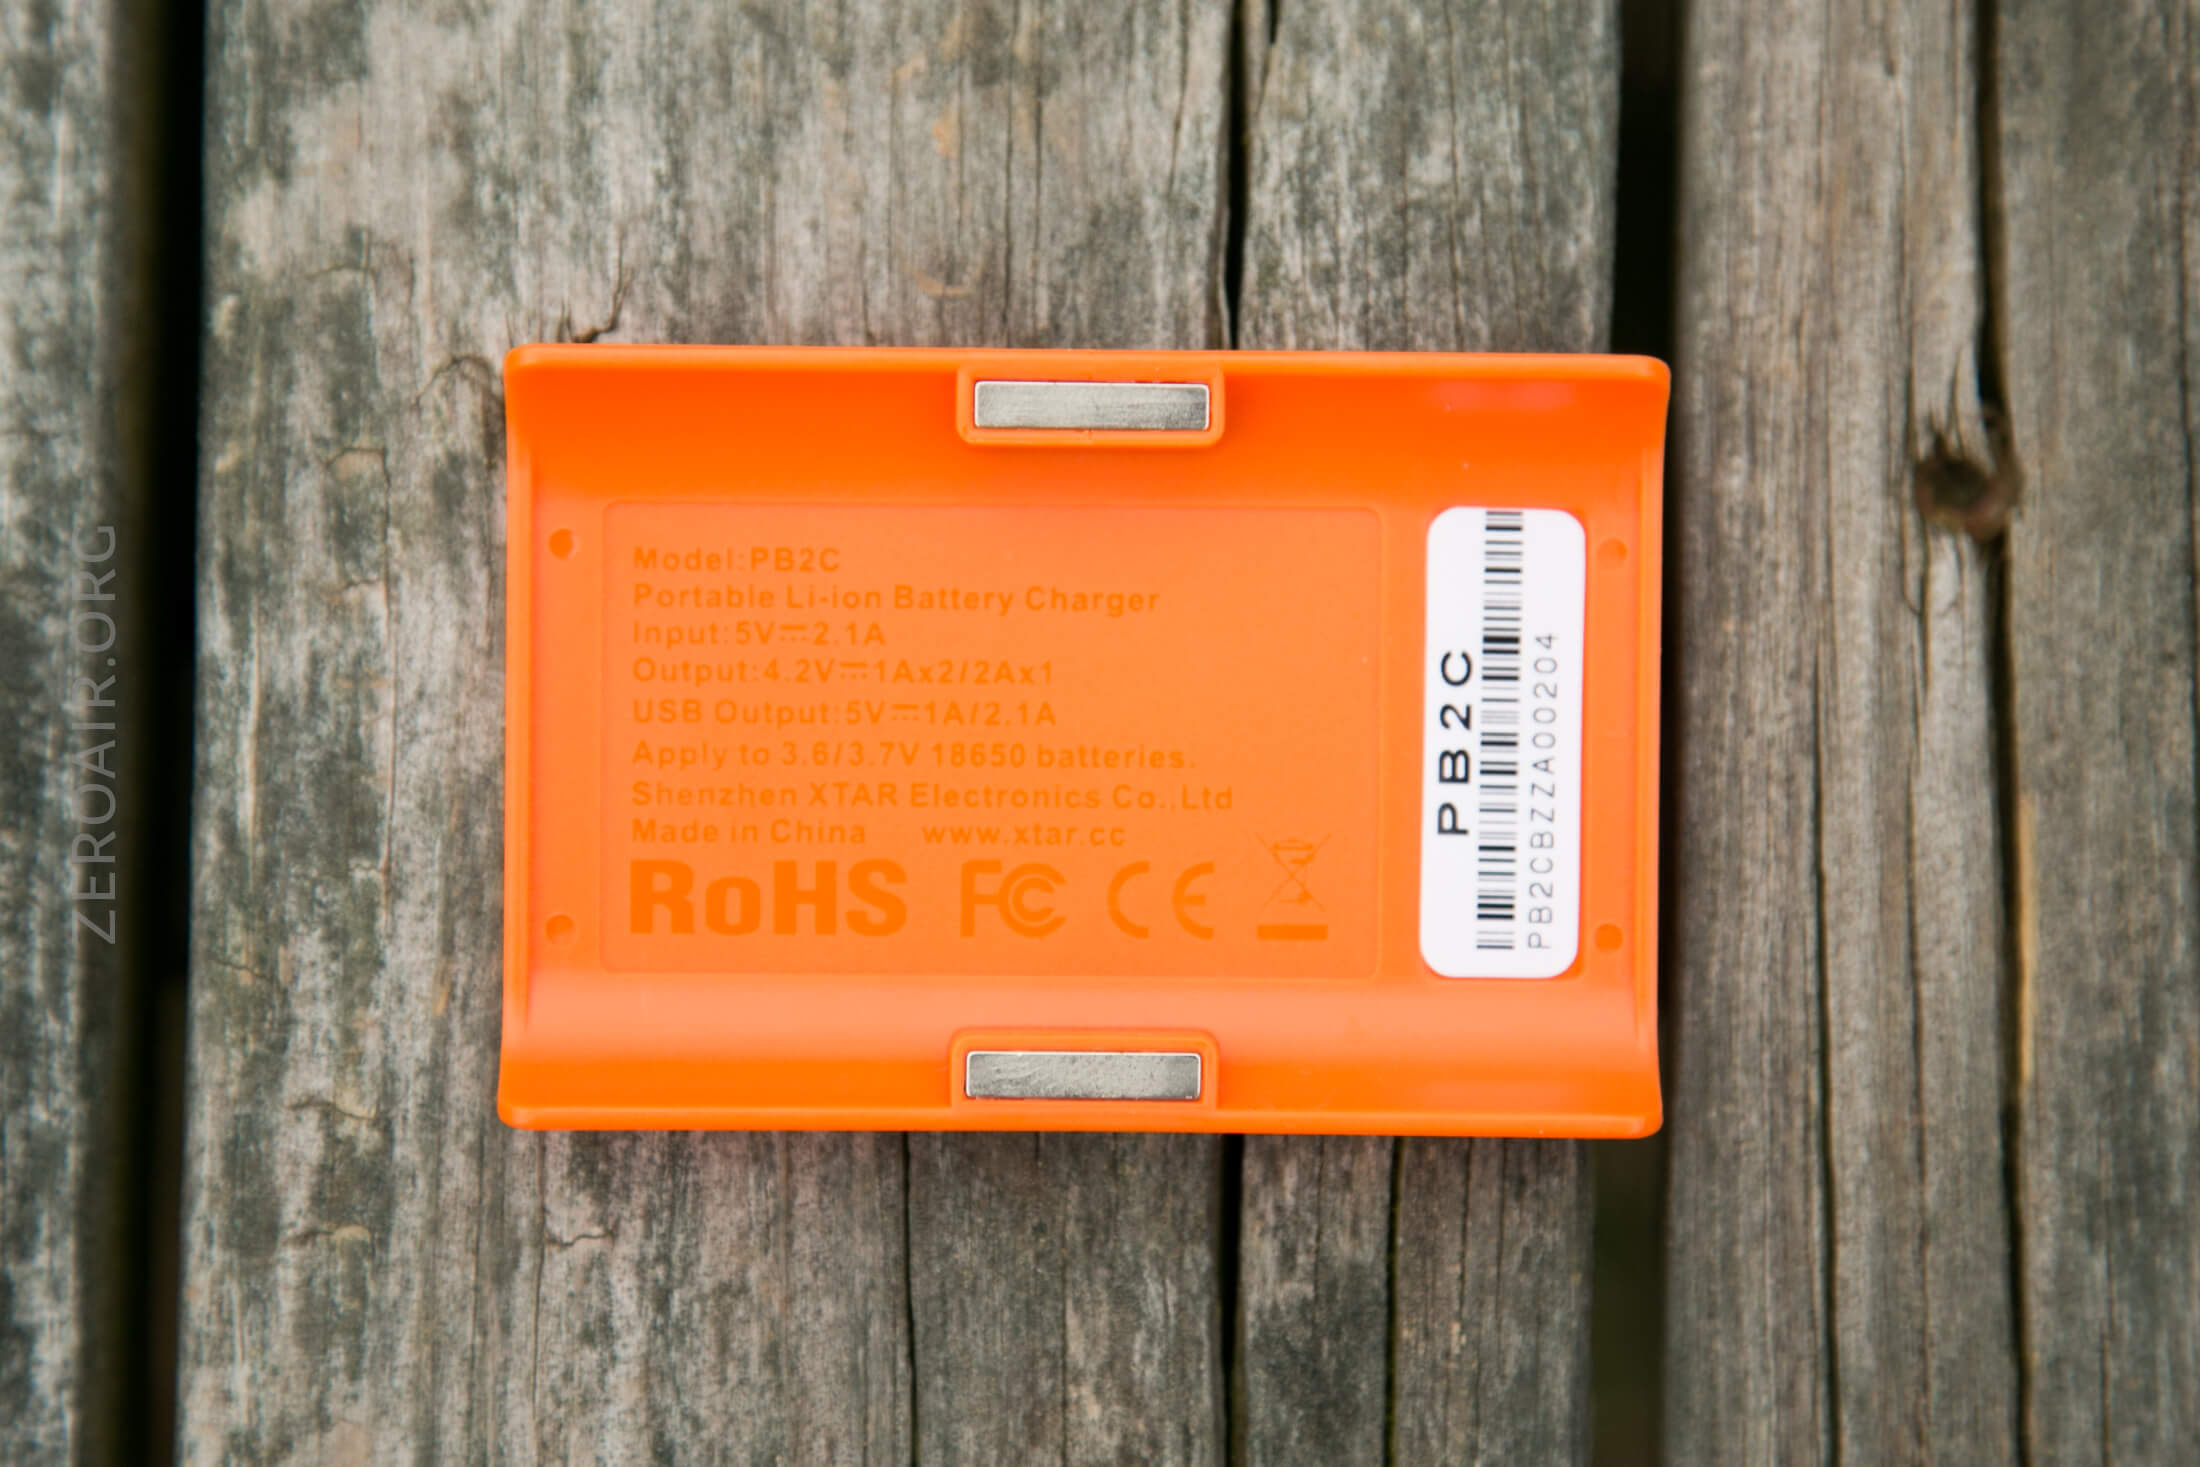 Model:PB2C
Portable Li-ion Battery Charger
Input:5V⎓2.1A
Output:4.2V⎓1Ax2/2Ax1
USB Output:5V⎓1A/2.1A
Apply to 3.6/3.7V 18650 batteries.
Shenzhen XTAR Electronics Co.,Ltd
Made in China www.xtar.cc
RoHS FC CE
PB2C
PB2CBZZA00204
ZEROAIR.ORG